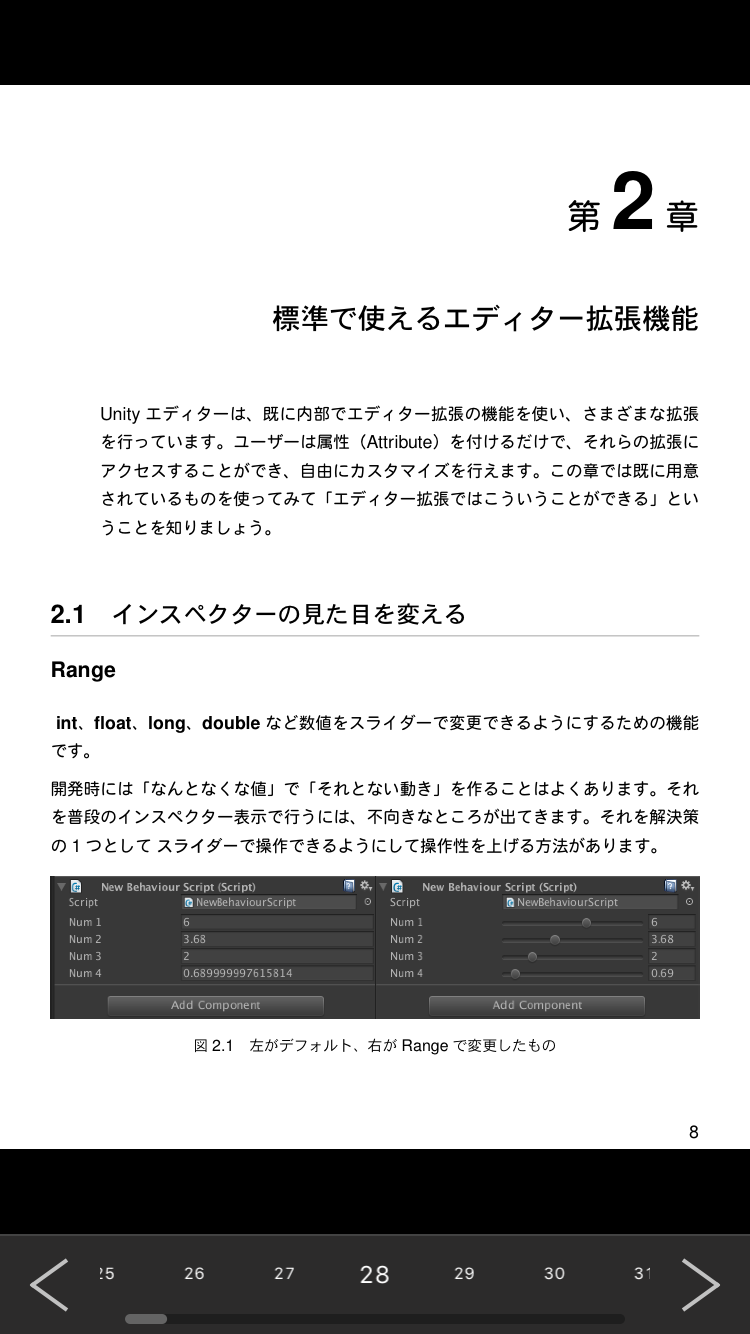 第 2 章
標準で使えるエディター拡張機能
Unity エディターは、既に内部でエディター拡張の機能を使い、さまざまな拡張
を行っています。ユーザーは属性（Attribute）を付けるだけで、それらの拡張に
アクセスすることができ、自由にカスタマイズを行えます。この章では既に用意
されているものを使ってみて「エディター拡張ではこういうことができる」とい
うことを知りましょう。
2.1 インスペクターの見た目を変える
Range
int、float、long、double など数値をスライダーで変更できるようにするための機能
です。
開発時には「なんとなくな値」で「それとない動き」を作ることはよくあります。それ
を普段のインスペクター表示で行うには、不向きなところが出てきます。それを解決策
の 1 つとして スライダーで操作できるようにして操作性を上げる方法があります。
New Behaviour Script (Script) New Behaviour Script (Script)
Script NewBehaviourScript Script NewBehaviourScript
Num 1 6 Num 1 6
Num 2 3.68 Num 2 3.68
Num 3 2 Num 3 2
Num 4 0.689999997615814 Num 4 0.69
Add Component Add Component
図 2.1 左がデフォルト、右が Range で変更したもの
8
25 26 27 28 29 30 31